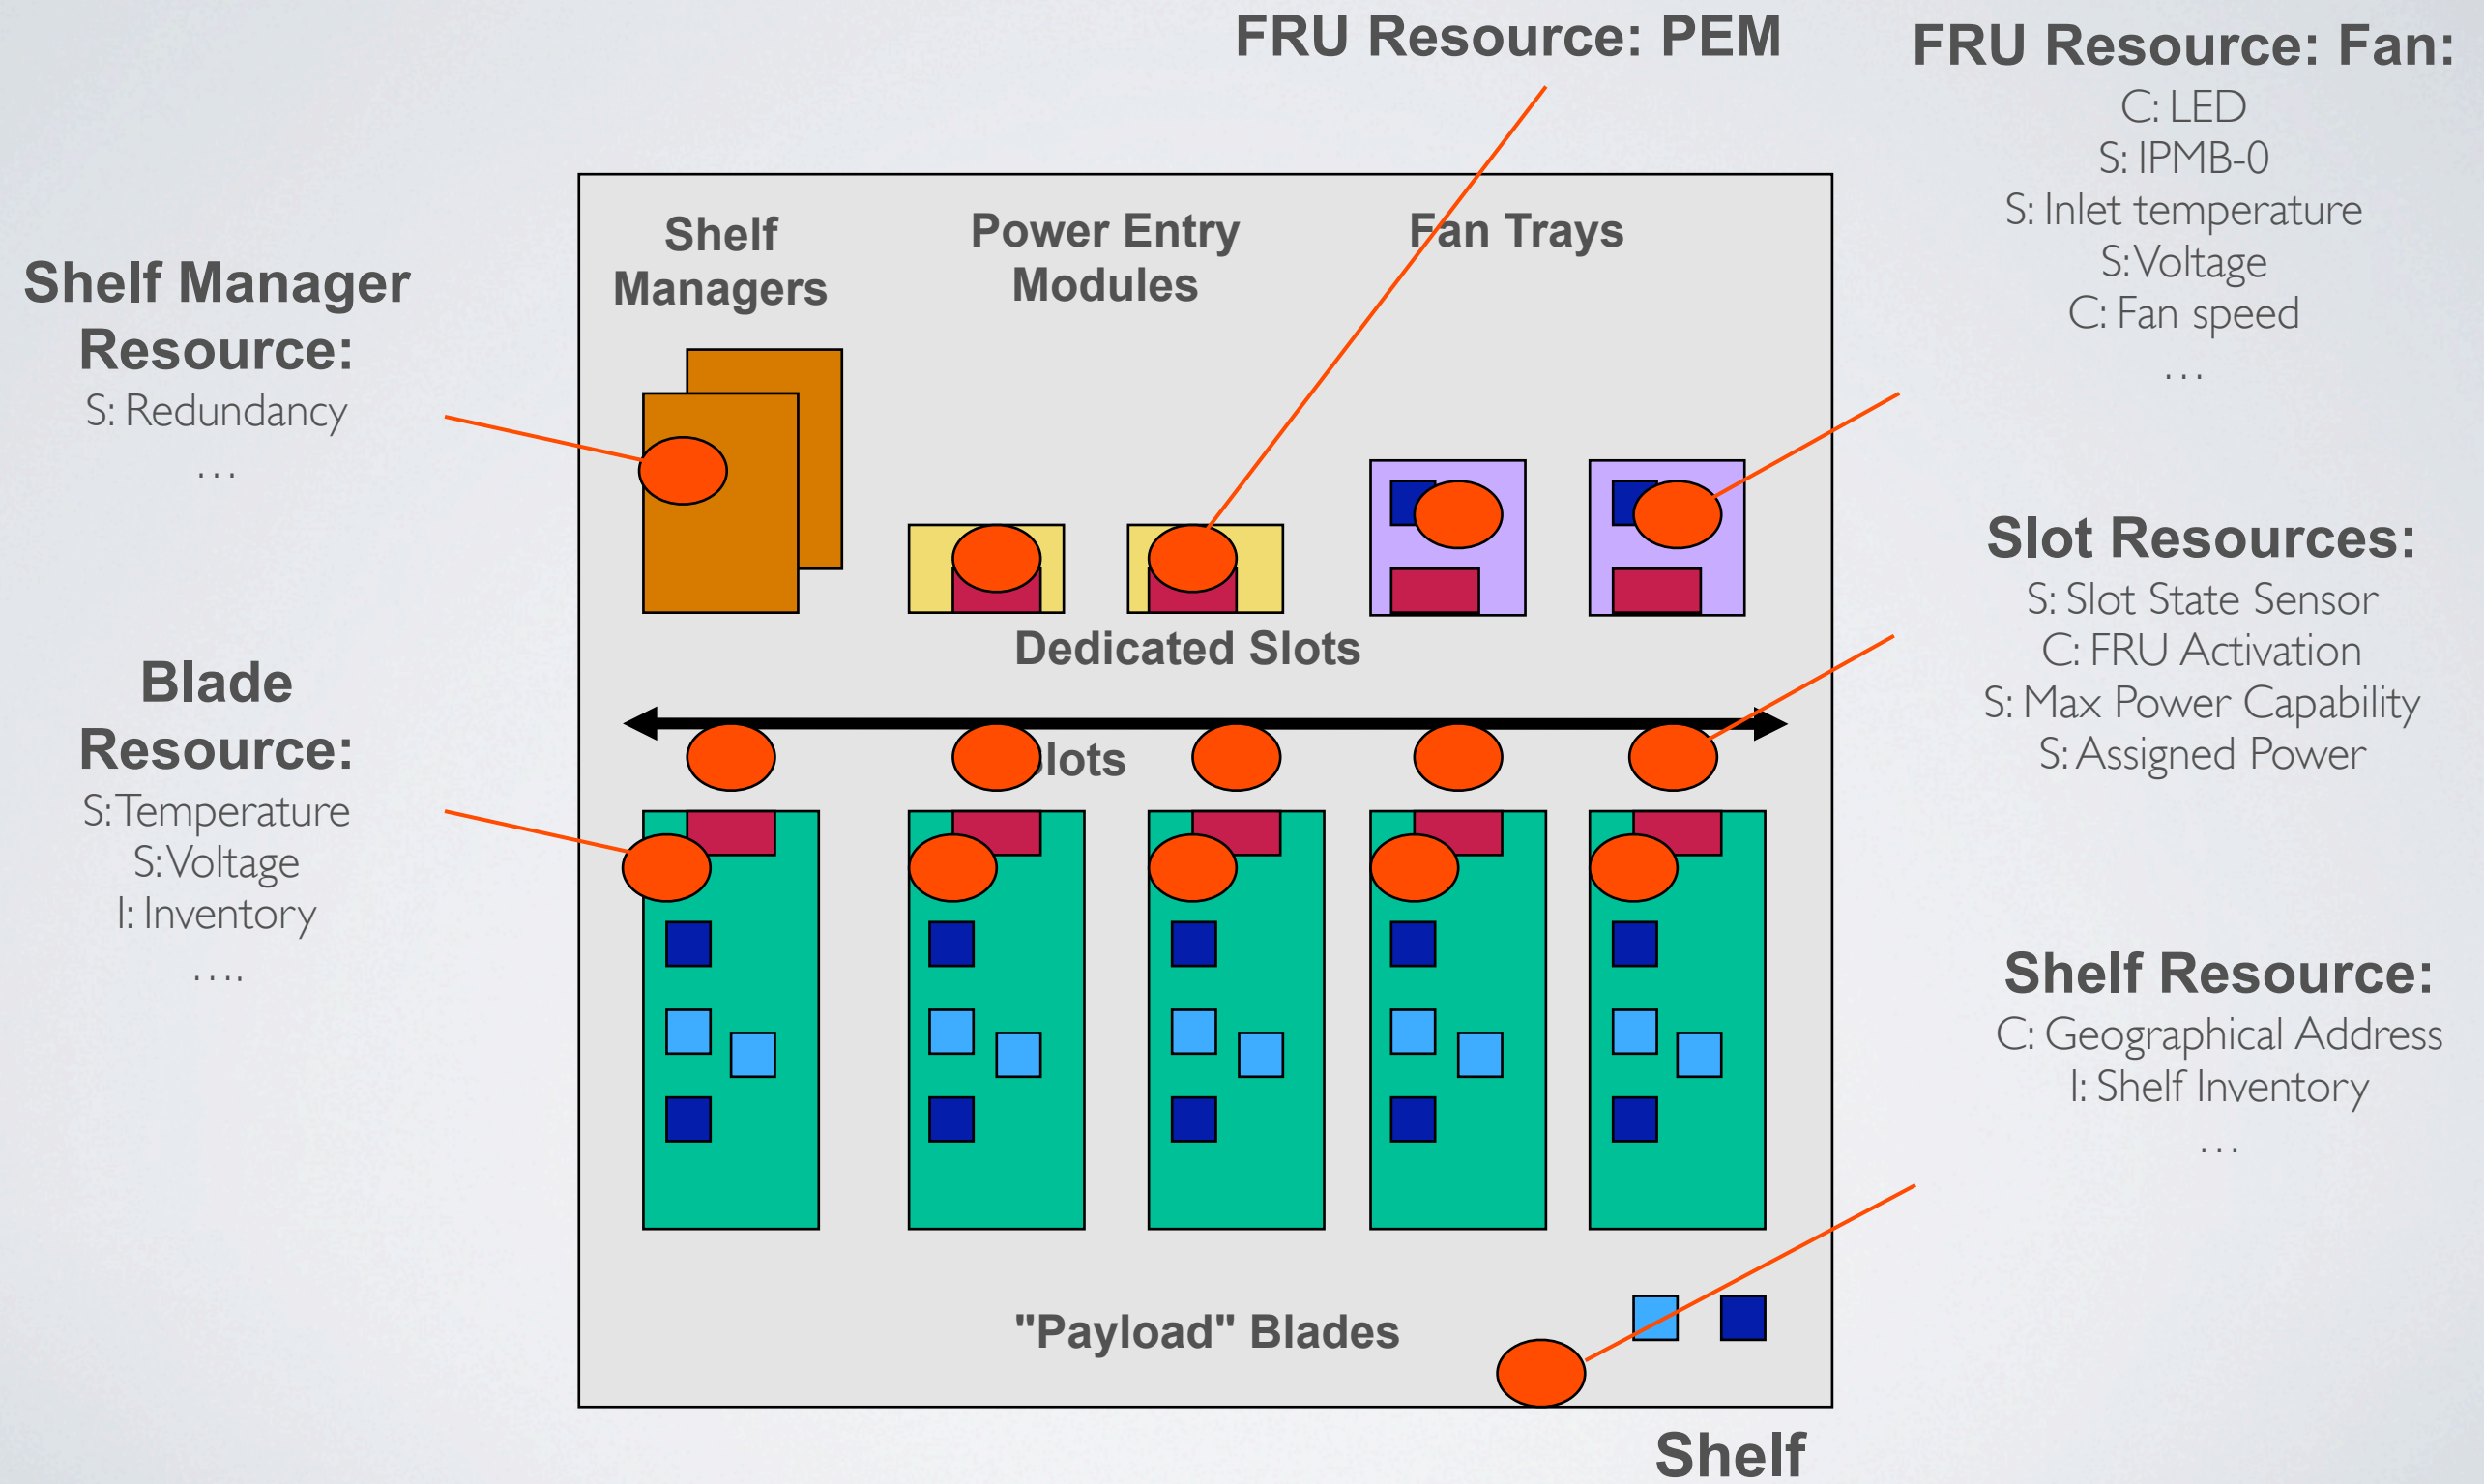 FRU Resource: PEM
FRU Resource: Fan:
C: LED
S: IPMB-0
S: Inlet temperature
S: Voltage
C: Fan speed
...
Shelf Manager
Resource:
S: Redundancy
...
Shelf
Managers
Power Entry
Modules
Fan Trays
Dedicated Slots
lots
Slot Resources:
S: Slot State Sensor
C: FRU Activation
S: Max Power Capability
S: Assigned Power
Blade
Resource:
S: Temperature
S: Voltage
I: Inventory
....
Shelf Resource:
C: Geographical Address
I: Shelf Inventory
...
"Payload" Blades
Shelf